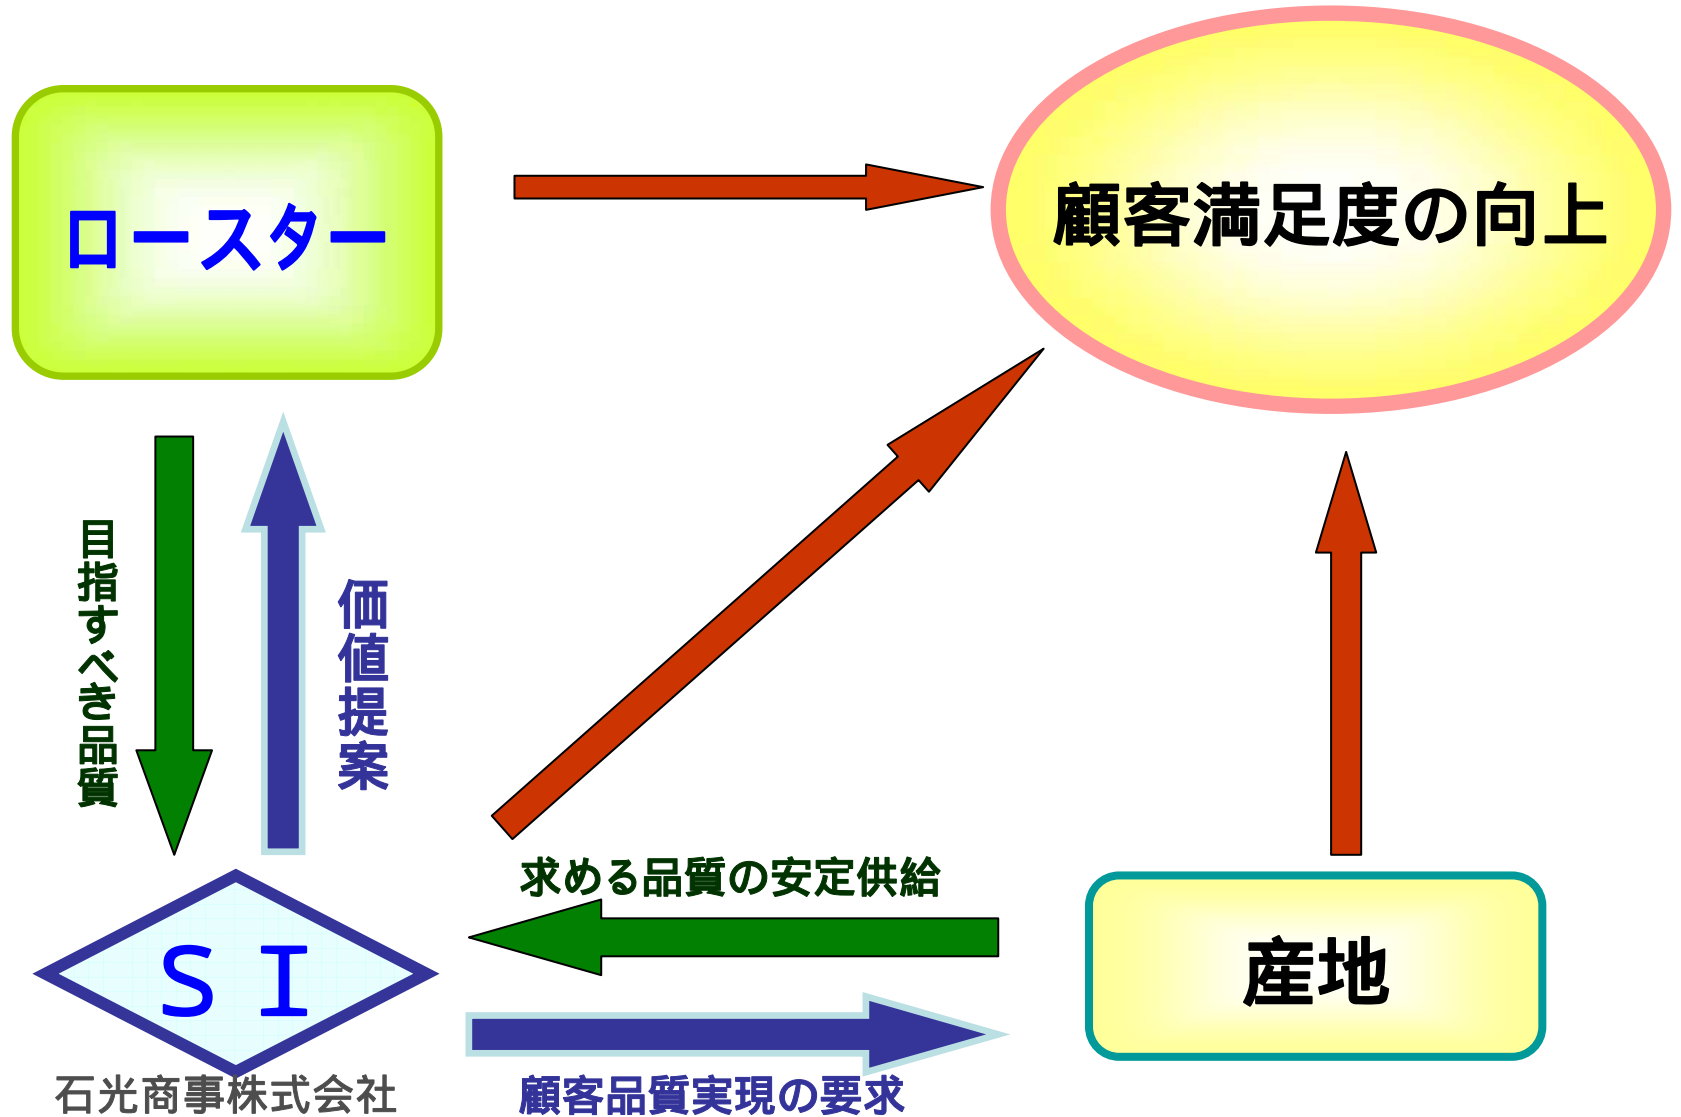 ロースター
顧客満足度の向上
目指すべき品質
価値提案
求める品質の安定供給
ＳＩ
産地
石光商事株式会社
顧客品質実現の要求